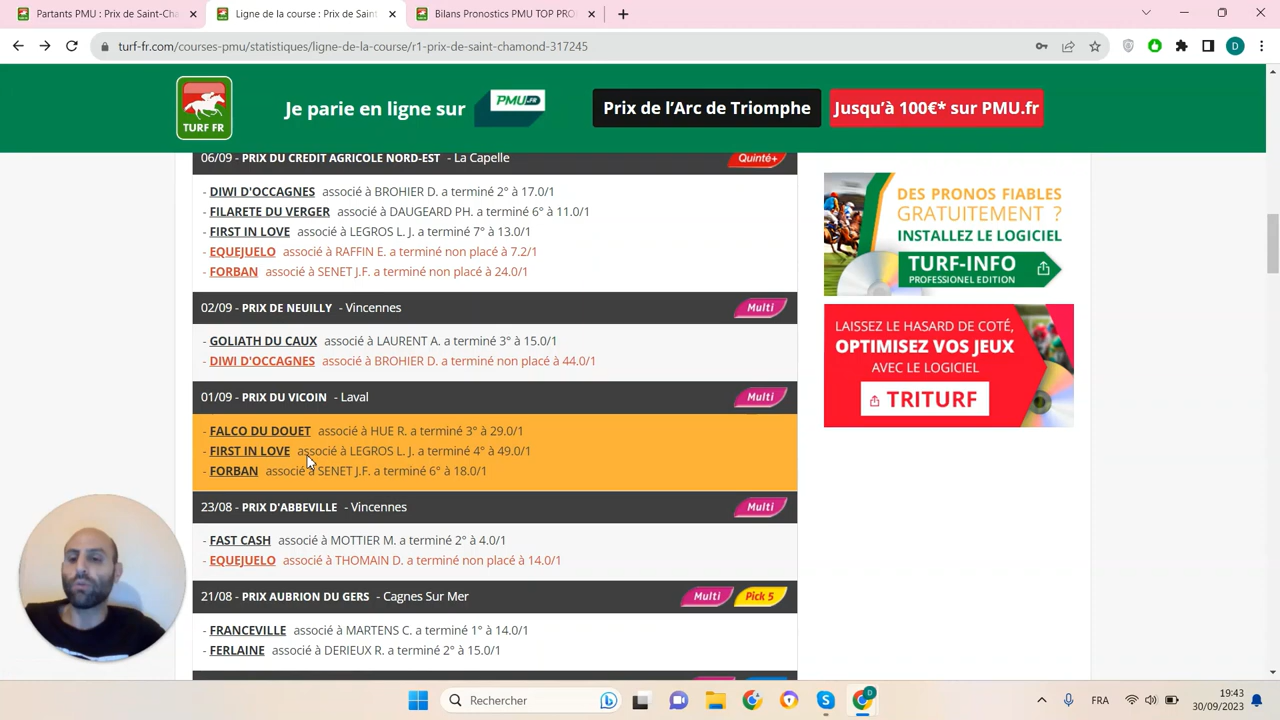 Partants PMU : Prix de Saint-Cha
Ligne de la course : Prix de Saint
Bilans Pronostics PMU TOP PRO
turf-fr.com/courses-pmu/statistiques/ligne-de-la-course/r1-prix-de-saint-chamond-317245
D
TURF FR
Je parie en ligne sur PMU.fr
Prix de l'Arc de Triomphe
Jusqu'à 100€* sur PMU.fr
06/09 - PRIX DU CREDIT AGRICOLE NORD-EST - La Capelle Quinté+
- DIWI D'OCCAGNES associé à BROHIER D. a terminé 2° à 17.0/1
- FILARETE DU VERGER associé à DAUGEARD PH. a terminé 6° à 11.0/1
- FIRST IN LOVE associé à LEGROS L. J. a terminé 7° à 13.0/1
- EQUEJUELO associé à RAFFIN E. a terminé non placé à 7.2/1
- FORBAN associé à SENET J.F. a terminé non placé à 24.0/1
02/09 - PRIX DE NEUILLY - Vincennes Multi
- GOLIATH DU CAUX associé à LAURENT A. a terminé 3° à 15.0/1
- DIWI D'OCCAGNES associé à BROHIER D. a terminé non placé à 44.0/1
01/09 - PRIX DU VICOIN - Laval Multi
- FALCO DU DOUET associé à HUE R. a terminé 3° à 29.0/1
- FIRST IN LOVE associé à LEGROS L. J. a terminé 4° à 49.0/1
- FORBAN associé à SENET J.F. a terminé 6° à 18.0/1
23/08 - PRIX D'ABBEVILLE - Vincennes Multi
- FAST CASH associé à MOTTIER M. a terminé 2° à 4.0/1
- EQUEJUELO associé à THOMAIN D. a terminé non placé à 14.0/1
21/08 - PRIX AUBRION DU GERS - Cagnes Sur Mer Multi Pick 5
- FRANCEVILLE associé à MARTENS C. a terminé 1° à 14.0/1
- FERLAINE associé à DERIEUX R. a terminé 2° à 15.0/1
DES PRONOS FIABLES
GRATUITEMENT ?
INSTALLEZ LE LOGICIEL
TURF-INFO
PROFESSIONEL EDITION
LAISSEZ LE HASARD DE COTÉ,
OPTIMISEZ VOS JEUX
AVEC LE LOGICIEL
TRITURF
Rechercher
FRA
19:43
30/09/2023